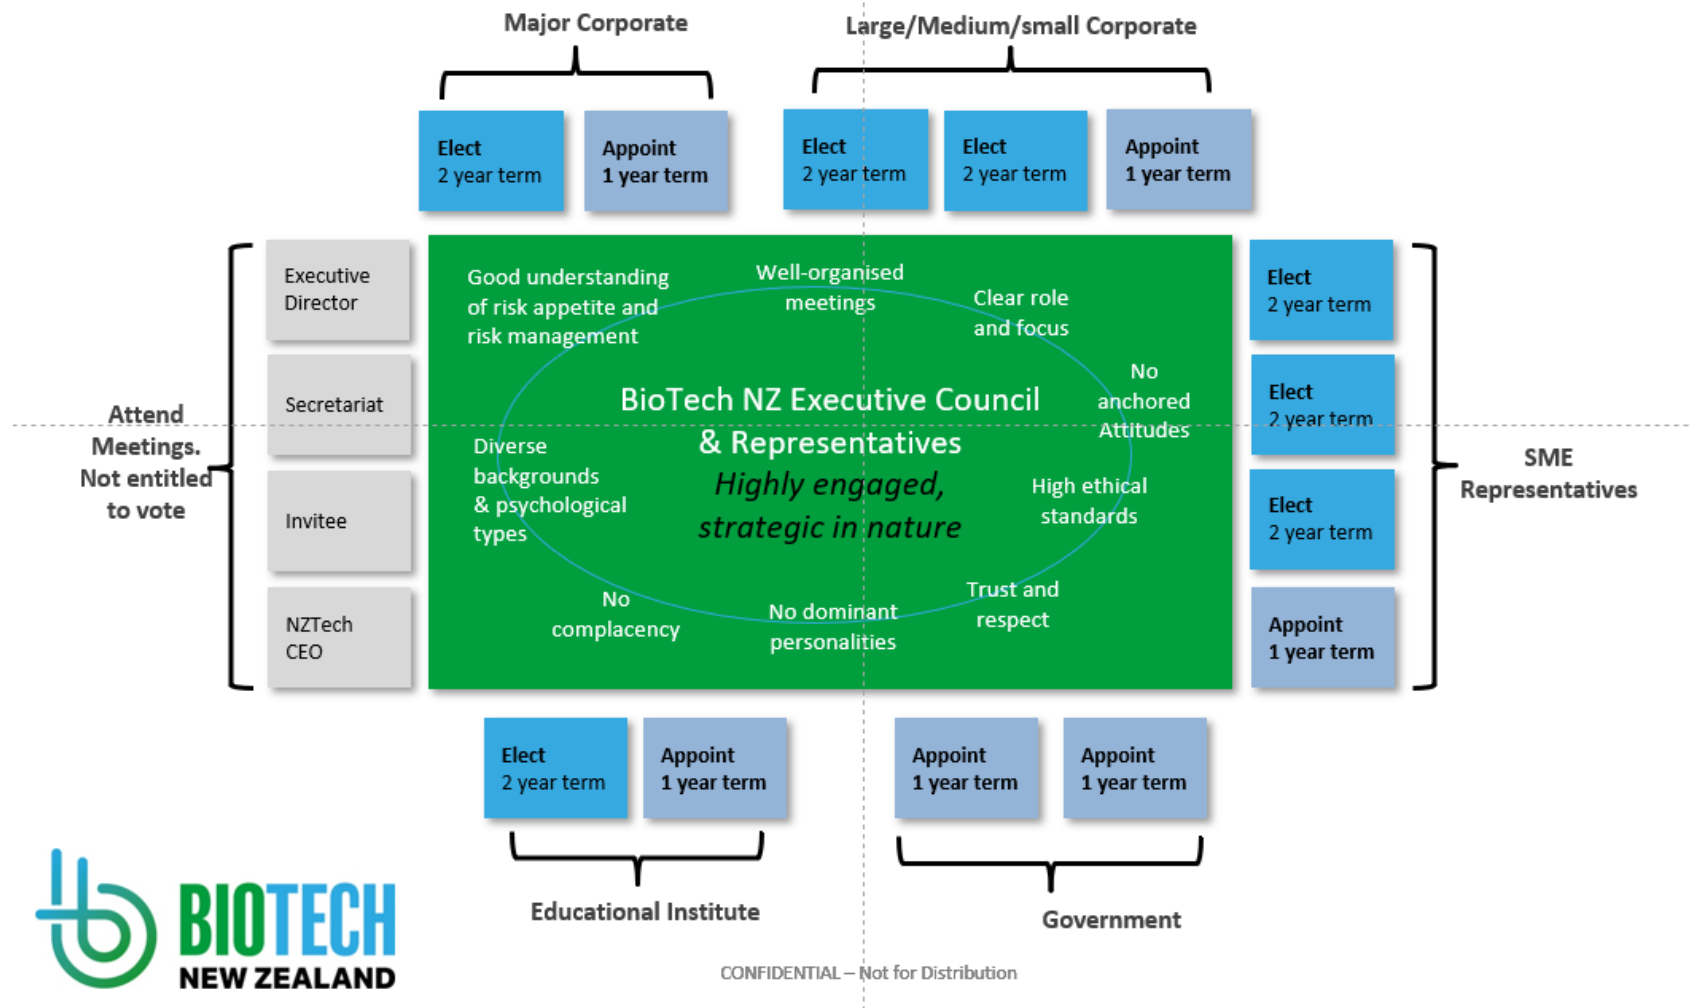 Major Corporate
Large/Medium/small Corporate
Elect
2 year term
Appoint
1 year term
Elect
2 year term
Elect
2 year term
Appoint
1 year term
Attend
Meetings.
Not entitled
to vote
Executive
Director
Secretariat
Invitee
NZTech
CEO
Good understanding
of risk appetite and
risk management
Well-organised
meetings
Clear role
and focus
No
anchored
Attitudes
BioTech NZ Executive Council
& Representatives
Highly engaged,
strategic in nature
Diverse
backgrounds
& psychological
types
High ethical
standards
No
complacency
No dominant
personalities
Trust and
respect
Elect
2 year term
Elect
2 year term
Elect
2 year term
Appoint
1 year term
SME
Representatives
Elect
2 year term
Appoint
1 year term
Appoint
1 year term
Appoint
1 year term
Educational Institute
Government
BIOTECH
NEW ZEALAND
CONFIDENTIAL – Not for Distribution